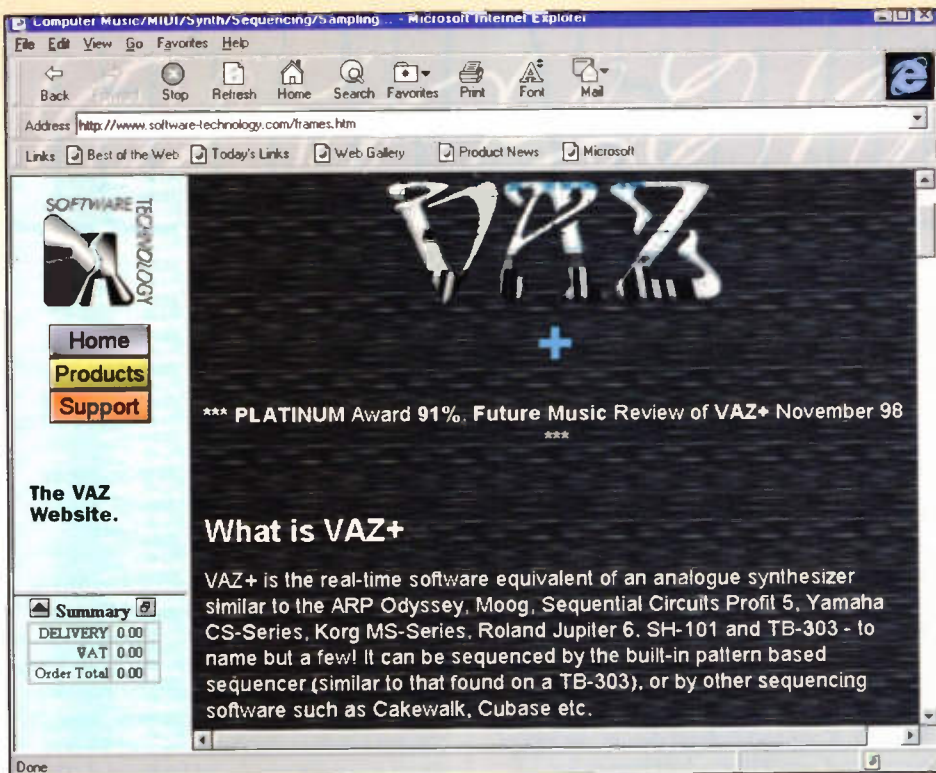 Computer Music/MIDI/Synth/Sequencing/Sampling... - Microsoft Internet Explorer
File Edit View Go Favorites Help
Back Forward Stop Refresh Home Search Favorites Print Font Mail
Address http://www.software-technology.com/frames.htm
Links Best of the Web Today's Links Web Gallery Product News Microsoft
SOFTWARE TECHNOLOGY
Home
Products
Support
The VAZ
Website.
Summary
DELIVERY 0.00
VAT 0.00
Order Total 0.00
VAZ
+
*** PLATINUM Award 91%. Future Music Review of VAZ+ November 98
***
What is VAZ+
VAZ+ is the real-time software equivalent of an analogue synthesizer
similar to the ARP Odyssey, Moog, Sequential Circuits Profit 5, Yamaha
CS-Series, Korg MS-Series, Roland Jupiter 6. SH-101 and TB-303 - to
name but a few! It can be sequenced by the built-in pattern based
sequencer (similar to that found on a TB-303), or by other sequencing
software such as Cakewalk, Cubase etc.
Done